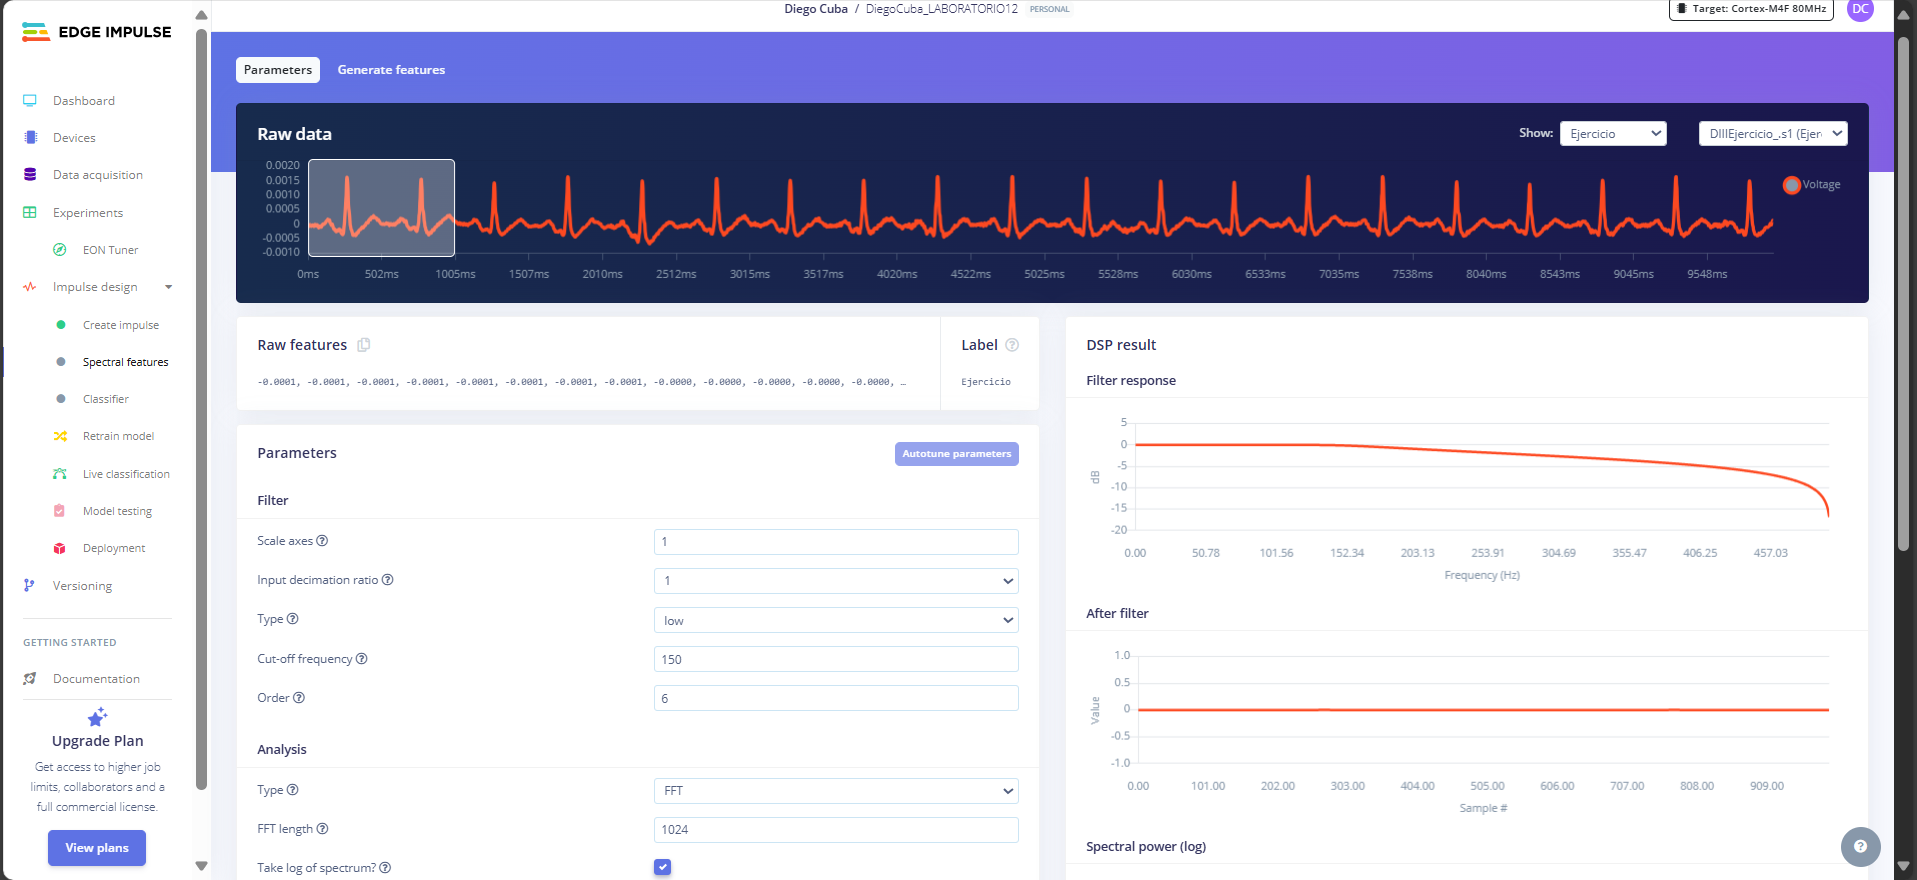 EDGE IMPULSE
Diego Cuba / DiegoCuba_LABORATORIO12 PERSONAL
Target: Cortex-M4F 80MHz
DC
Dashboard
Devices
Data acquisition
Experiments
EON Tuner
Impulse design
Create impulse
Spectral features
Classifier
Retrain model
Live classification
Model testing
Deployment
Versioning
GETTING STARTED
Documentation
Upgrade Plan
Get access to higher job
limits, collaborators and a
full commercial license.
View plans
Parameters Generate features
Raw data
Show: Ejercicio DIIIEjercicio_.s1 (Ejer
0.0020
0.0015
0.0010
0.0005
0
-0.0005
-0.0010
0ms 502ms 1005ms 1507ms 2010ms 2512ms 3015ms 3517ms 4020ms 4522ms 5025ms 5528ms 6030ms 6533ms 7035ms 7538ms 8040ms 8543ms 9045ms 9548ms
Voltage
Raw features
-0.0001, -0.0001, -0.0001, -0.0001, -0.0001, -0.0001, -0.0001, -0.0001, -0.0000, -0.0000, -0.0000, -0.0000, -0.0000, …
Label ?
Ejercicio
Parameters
Autotune parameters
Filter
Scale axes ? 1
Input decimation ratio ? 1
Type ? low
Cut-off frequency ? 150
Order ? 6
Analysis
Type ? FFT
FFT length ? 1024
Take log of spectrum? ?
DSP result
Filter response
5
0
-5
-10
-15
-20
dB
0.00 50.78 101.56 152.34 203.13 253.91 304.69 355.47 406.25 457.03
Frequency (Hz)
After filter
1.0
0.5
0
-0.5
-1.0
Value
0.00 101.00 202.00 303.00 404.00 505.00 606.00 707.00 808.00 909.00
Sample #
Spectral power (log)
?